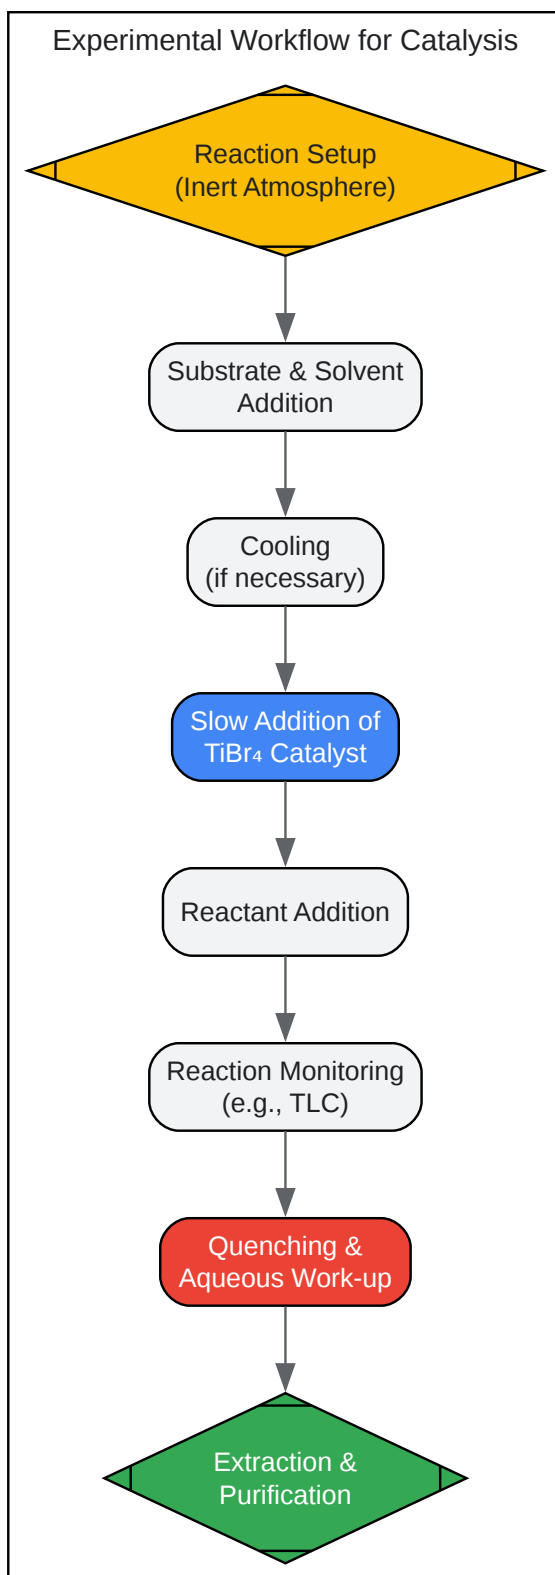 Experimental Workflow for Catalysis
Reaction Setup
(Inert Atmosphere)
Substrate & Solvent
Addition
Cooling
(if necessary)
Slow Addition of
TiBr₄ Catalyst
Reactant Addition
Reaction Monitoring
(e.g., TLC)
Quenching &
Aqueous Work-up
Extraction &
Purification